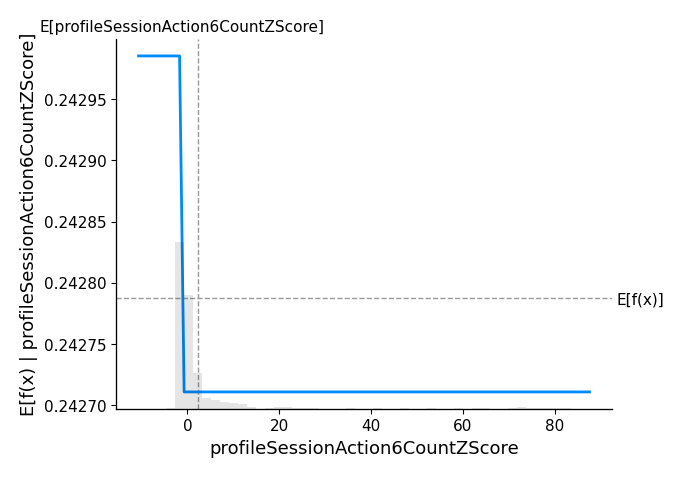 E[profileSessionAction6CountZScore]
E[f(x) | profileSessionAction6CountZScore]
0.24295
0.24290
0.24285
0.24280
0.24275
0.24270
E[f(x)]
0 20 40 60 80
profileSessionAction6CountZScore